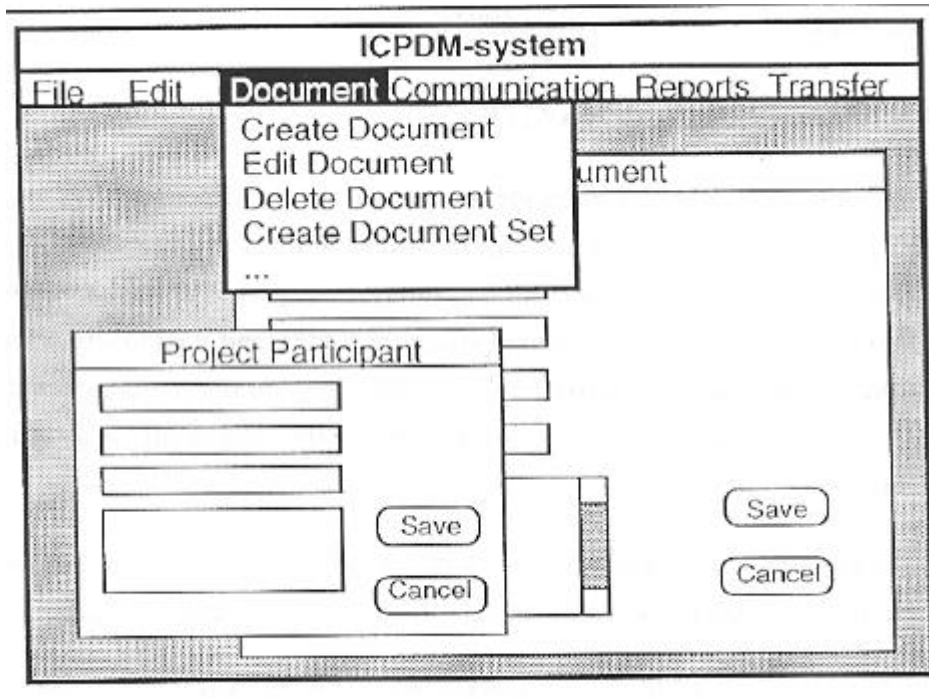 ICPDM-system
File Edit Document Communication Reports Transfer
Create Document
Edit Document
Delete Document
Create Document Set
...
ument
Project Participant
Save
Cancel
Save
Cancel